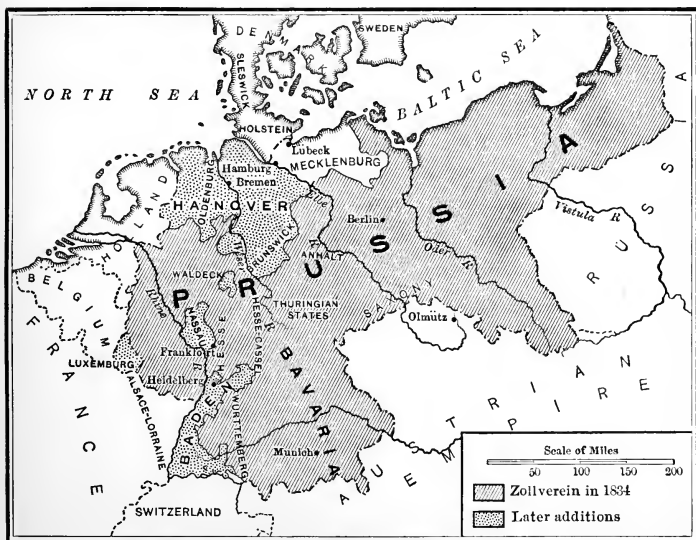 SWEDEN
DENMARK
SLESWICK
BALTIC SEA
NORTH SEA
HOLSTEIN
Lubeck
MECKLENBURG
Hamburg
Bremen
OLDENBURG
HANNOVER
Elbe R
HOLLAND
Berlin
Vistula R
RUSSIA
PRUSSIA
Weser
BRUNSWICK
ANHALT
Oder R
WALDECK
BELGIUM
Rhine R
NASSAU
HESSE
HESSE-CASSEL
THURINGIAN
STATES
SAXONY
Olmütz
Frankfort
LUXEMBURG
FRANCE
Heidelberg
ALSACE-LORRAINE
BADEN
WÜRTTEMBERG
BAVARIA
Munich
AUSTRIAN
EMPIRE
SWITZERLAND
Scale of Miles
50 100 150 200
Zollverein in 1834
Later additions